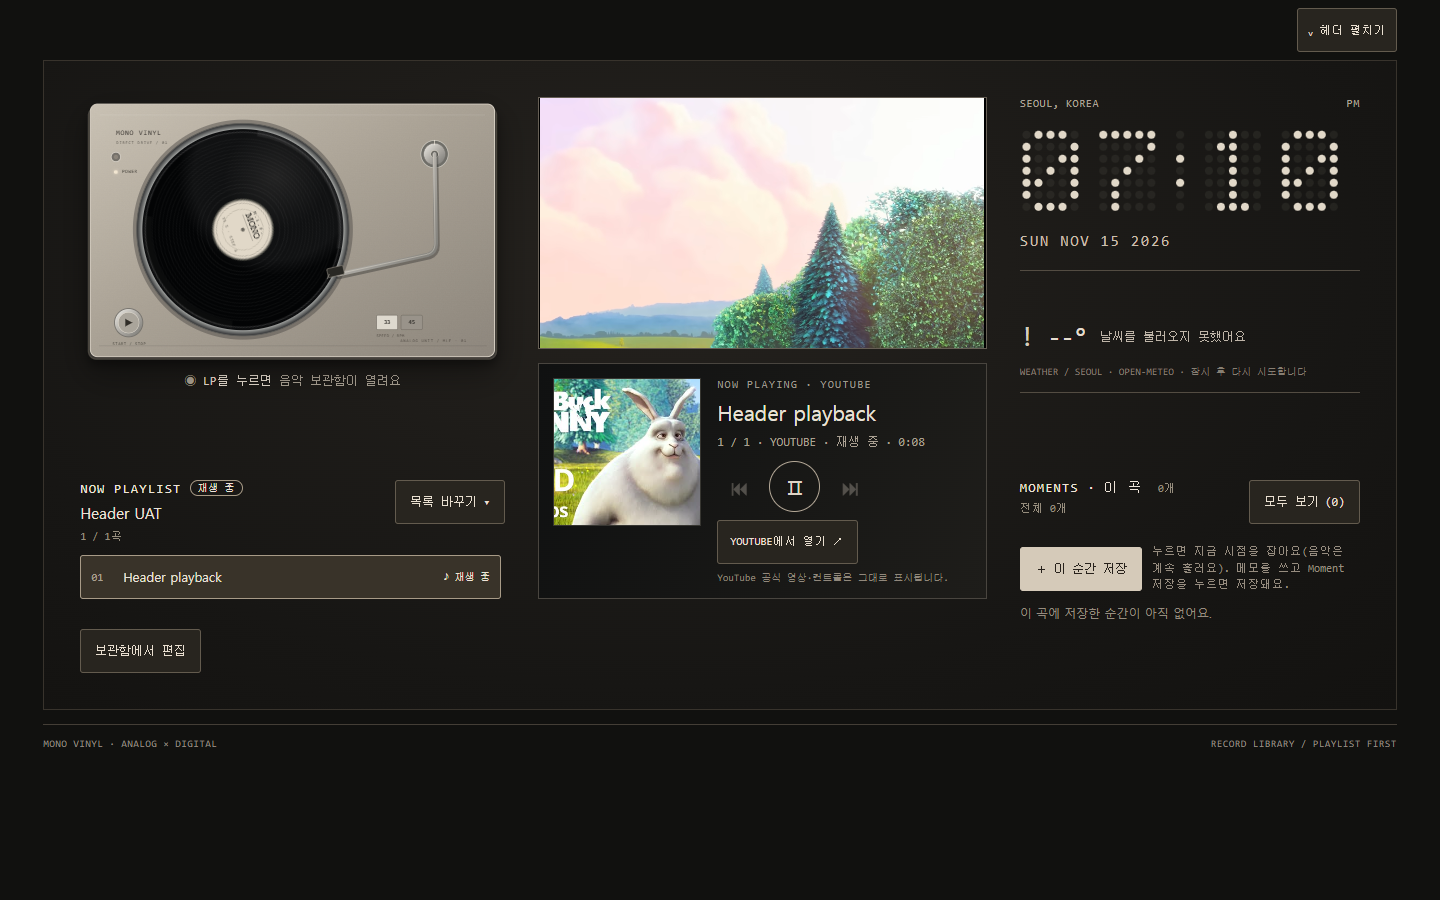 ⌄ 헤더 펼치기
MONO VINYL
POWER
MONO
33 45
START / STOP
◉ LP를 누르면 음악 보관함이 열려요
NOW PLAYLIST 재생 중
Header UAT
1 / 1곡
목록 바꾸기 ▾
01 Header playback ♪ 재생 중
보관함에서 편집
Buck
NNY
D
OS
NOW PLAYING · YOUTUBE
Header playback
1 / 1 · YOUTUBE · 재생 중 · 0:08
YOUTUBE에서 열기 ↗
YouTube 공식 영상·컨트롤은 그대로 표시됩니다.
SEOUL, KOREA PM
07:10
SUN NOV 15 2026
! --° 날씨를 불러오지 못했어요
WEATHER / SEOUL · OPEN-METEO · 잠시 후 다시 시도합니다
MOMENTS · 이 곡 0개
전체 0개
모두 보기 (0)
+ 이 순간 저장
누르면 지금 시점을 잡아요(음악은
계속 흘러요). 메모를 쓰고 Moment
저장을 누르면 저장돼요.
이 곡에 저장한 순간이 아직 없어요.
MONO VINYL · ANALOG × DIGITAL
RECORD LIBRARY / PLAYLIST FIRST